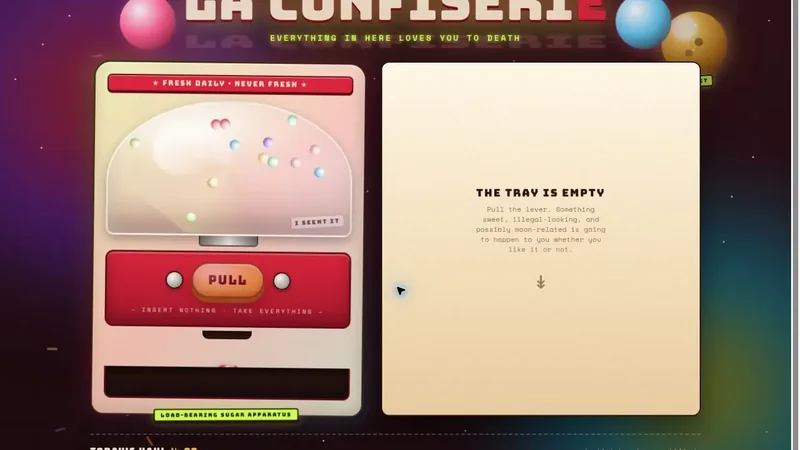 LA CONFISERIE
EVERYTHING IN HERE LOVES YOU TO DEATH
★ FRESH DAILY • NEVER FRESH ★
I SEENT IT
PULL
— INSERT NOTHING · TAKE EVERYTHING —
LOAD-BEARING SUGAR APPARATUS
THE TRAY IS EMPTY
Pull the lever. Something
sweet, illegal-looking, and
possibly moon-related is going
to happen to you whether you
like it or not.